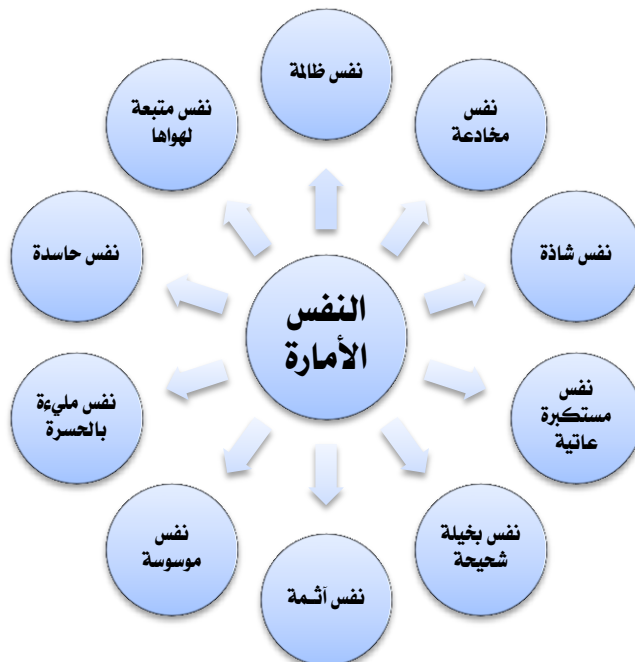 النفس
الأمارة
نفس ظالمة
نفس
مخادعة
نفس شاذة
نفس
مستكبرة
عاتية
نفس بخيلة
شحيحة
نفس آثـمة
نفس
موسوسة
نفس مليءة
بالحسرة
نفس حاسدة
نفس متبعة
لهواها